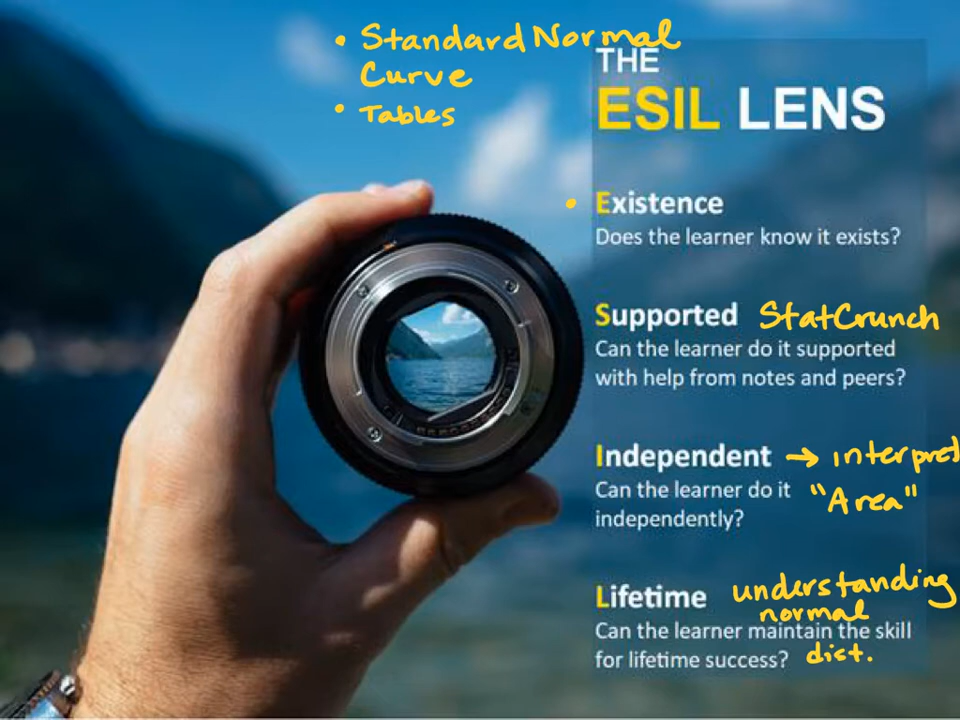 • Standard Normal
Curve
• Tables
THE
ESIL LENS
• Existence
Does the learner know it exists?
Supported StatCrunch
Can the learner do it supported
with help from notes and peers?
Independent → interpret
Can the learner do it "Area"
independently?
Lifetime understanding
normal
Can the learner maintain the skill
for lifetime success? dist.